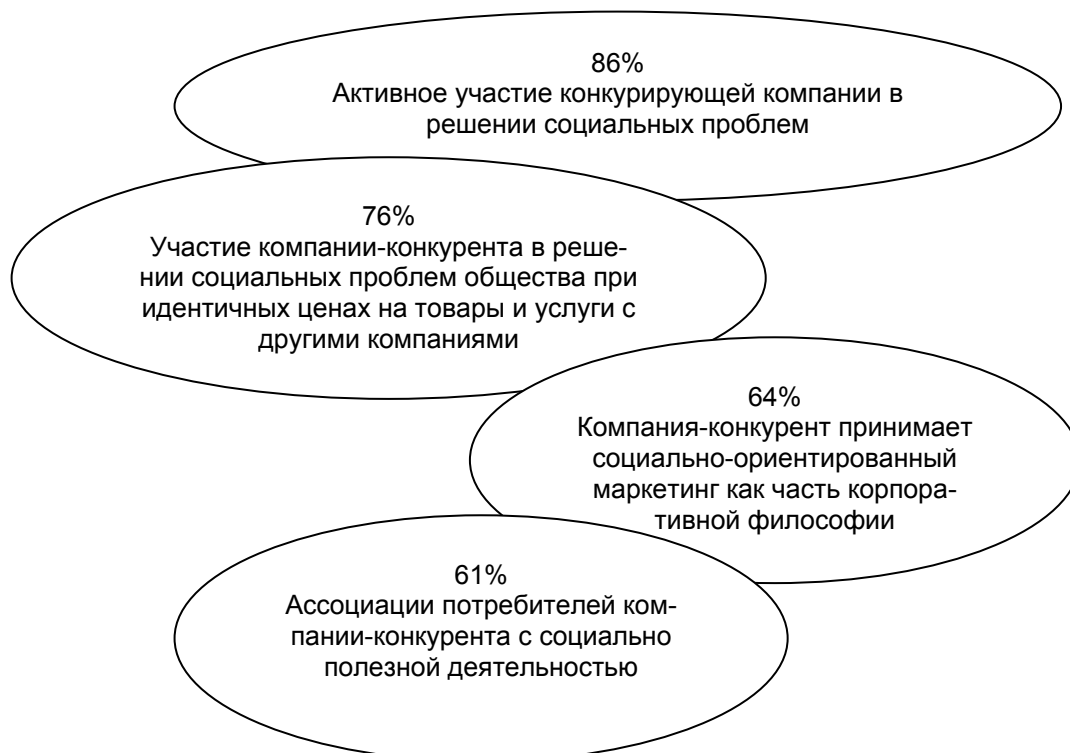 86%
Активное участие конкурирующей компании в
решении социальных проблем
76%
Участие компании-конкурента в реше-
нии социальных проблем общества при
идентичных ценах на товары и услуги с
другими компаниями
64%
Компания-конкурент принимает
социально-ориентированный
маркетинг как часть корпора-
тивной философии
61%
Ассоциации потребителей ком-
пании-конкурента с социально
полезной деятельностью